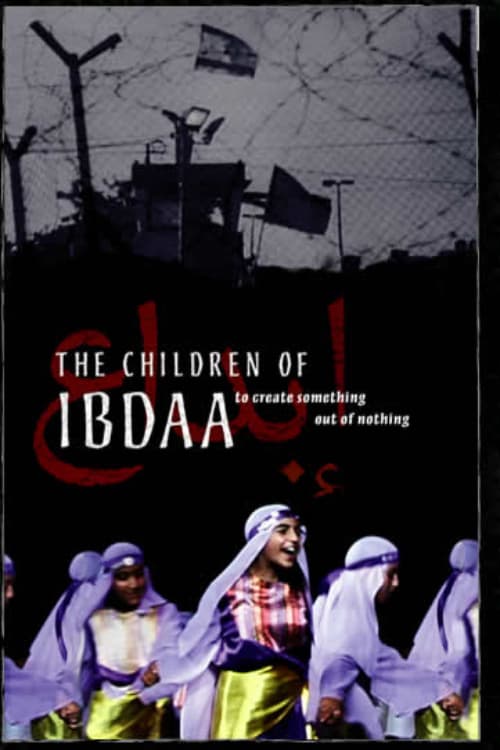 إبداع
THE CHILDREN OF
IBDAA
to create something
out of nothing